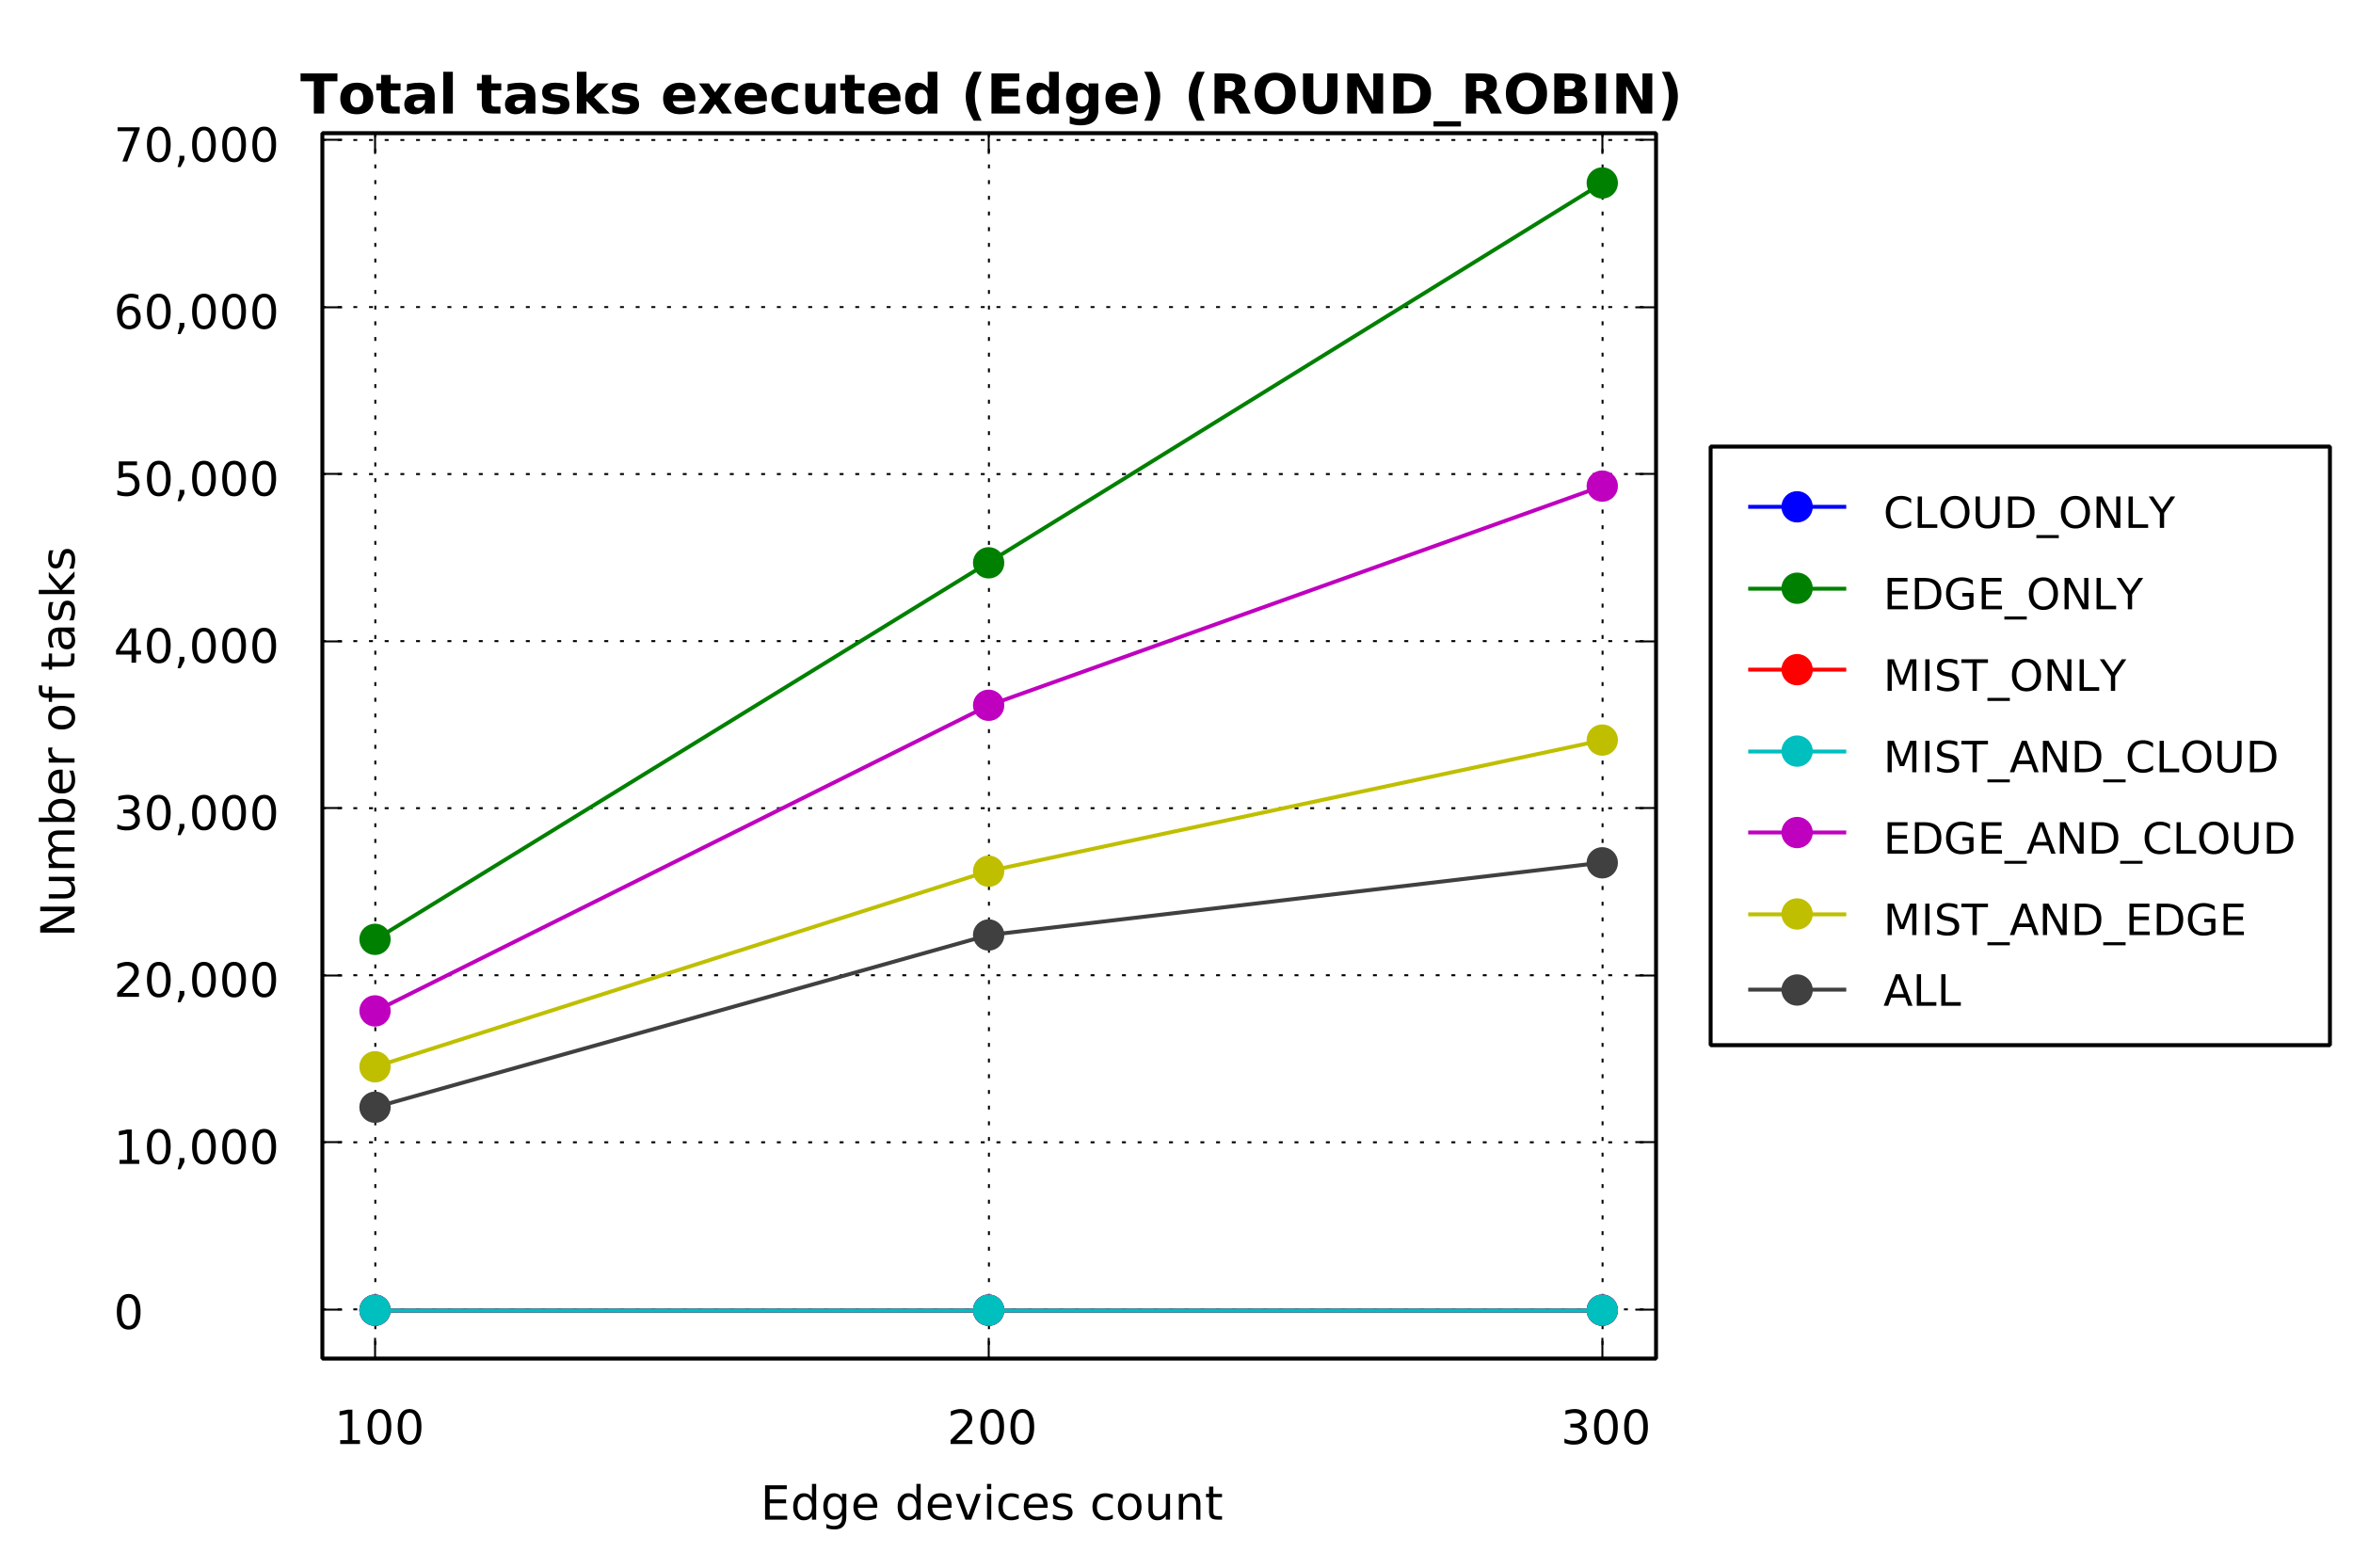 Total tasks executed (Edge) (ROUND_ROBIN)
70,000
60,000
50,000
40,000
30,000
20,000
10,000
0
Number of tasks
100
200
300
Edge devices count
CLOUD_ONLY
EDGE_ONLY
MIST_ONLY
MIST_AND_CLOUD
EDGE_AND_CLOUD
MIST_AND_EDGE
ALL